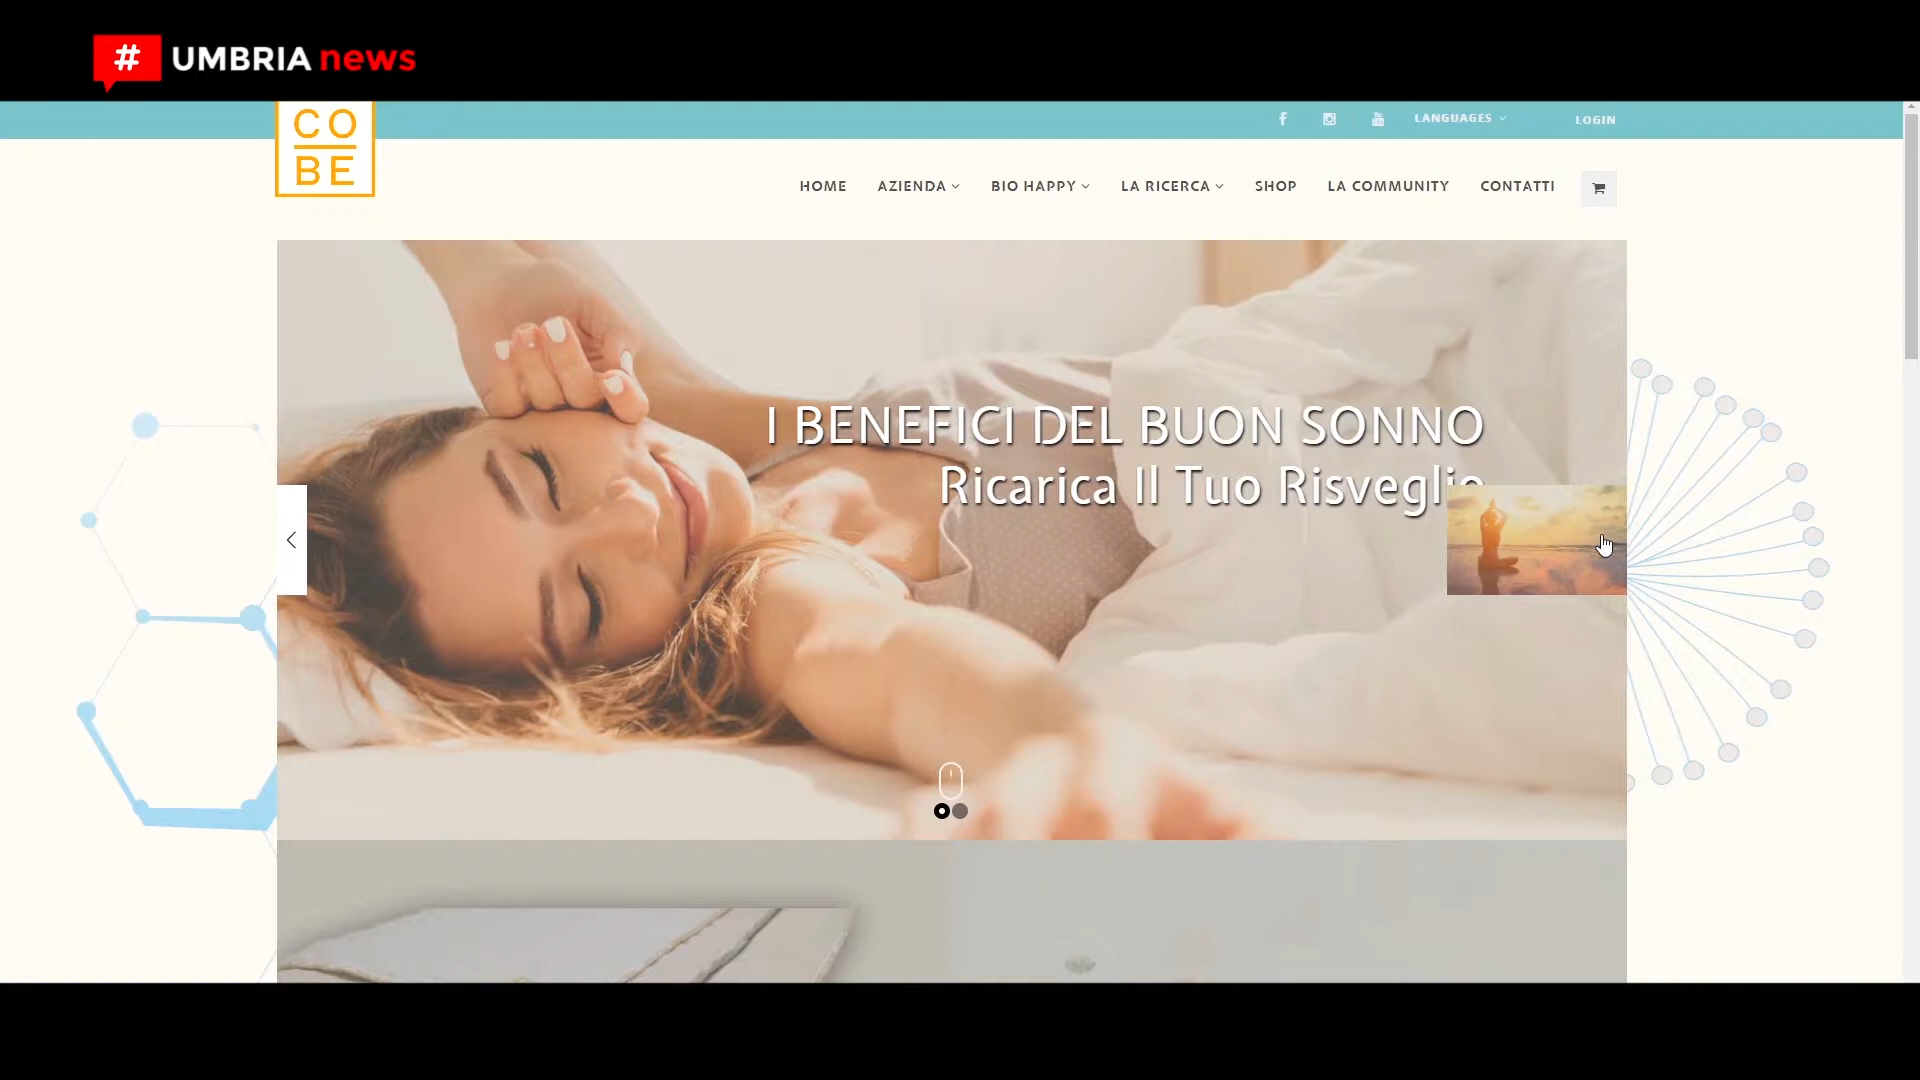 # UMBRIA news
CO
BE
LANGUAGES
LOGIN
HOME
AZIENDA
BIO HAPPY
LA RICERCA
SHOP
LA COMMUNITY
CONTATTI
I BENEFICI DEL BUON SONNO
Ricarica Il Tuo Risveglio